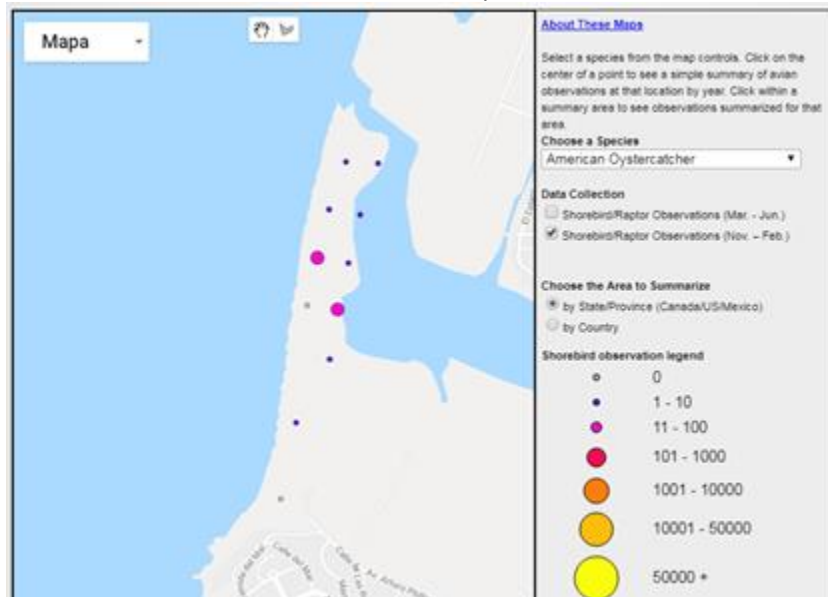 Mapa
About These Maps
Select a species from the map controls. Click on the
center of a point to see a simple summary of avian
observations at that location by year. Click within a
summary area to see observations summarized for that
area.
Choose a Species
American Oystercatcher
Data Collection
Shorebird/Raptor Observations (Mar. - Jun.)
Shorebird/Raptor Observations (Nov. – Feb.)
Choose the Area to Summarize
by State/Province (Canada/US/Mexico)
by Country
Shorebird observation legend
0
1 - 10
11 - 100
101 - 1000
1001 - 10000
10001 - 50000
50000 +
Calle del Mar